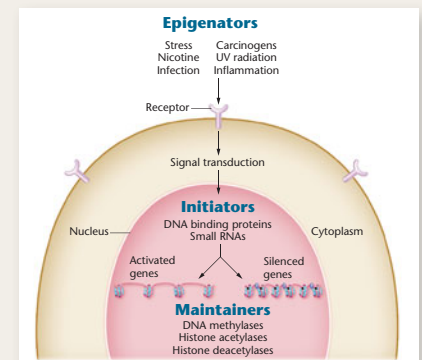 Epigenators
Stress Carcinogens
Nicotine UV radiation
Infection Inflammation
Receptor
Signal transduction
Initiators
DNA binding proteins
Small RNAs
Nucleus
Cytoplasm
Activated
genes
Silenced
genes
Maintainers
DNA methylases
Histone acetylases
Histone deacetylases